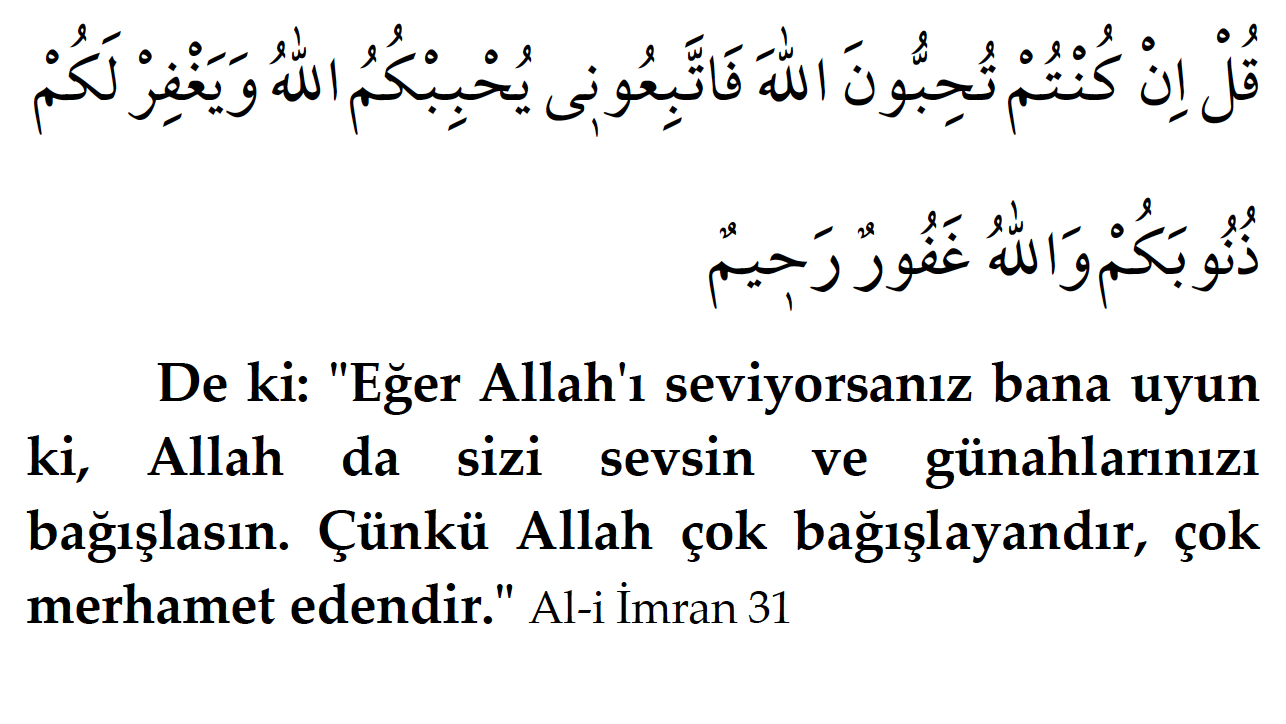 قُلْ اِنْ كُنْتُمْ تُحِبُّونَ اللّٰهَ فَاتَّبِعُونٖى يُحْبِبْكُمُ اللّٰهُ وَيَغْفِرْ لَكُمْ
ذُنُوبَكُمْ وَاللّٰهُ غَفُورٌ رَحٖيمٌ
De ki: "Eğer Allah'ı seviyorsanız bana uyun
ki, Allah da sizi sevsin ve günahlarınızı
bağışlasın. Çünkü Allah çok bağışlayandır, çok
merhamet edendir." Al-i İmran 31